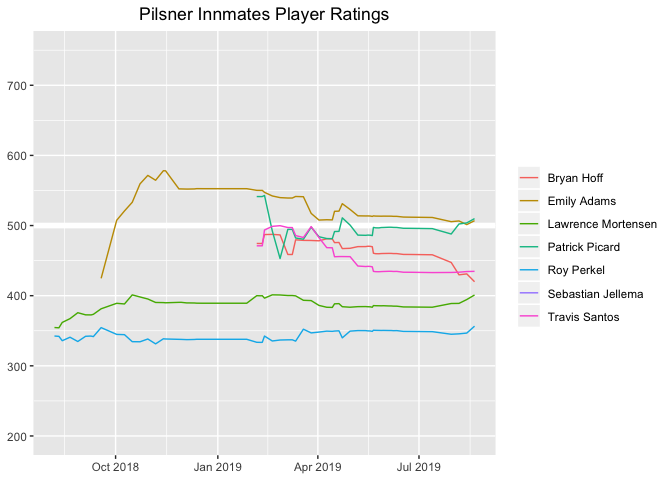 Pilsner Innmates Player Ratings
700
600
500
400
300
200
Oct 2018
Jan 2019
Apr 2019
Jul 2019
Bryan Hoff
Emily Adams
Lawrence Mortensen
Patrick Picard
Roy Perkel
Sebastian Jellema
Travis Santos